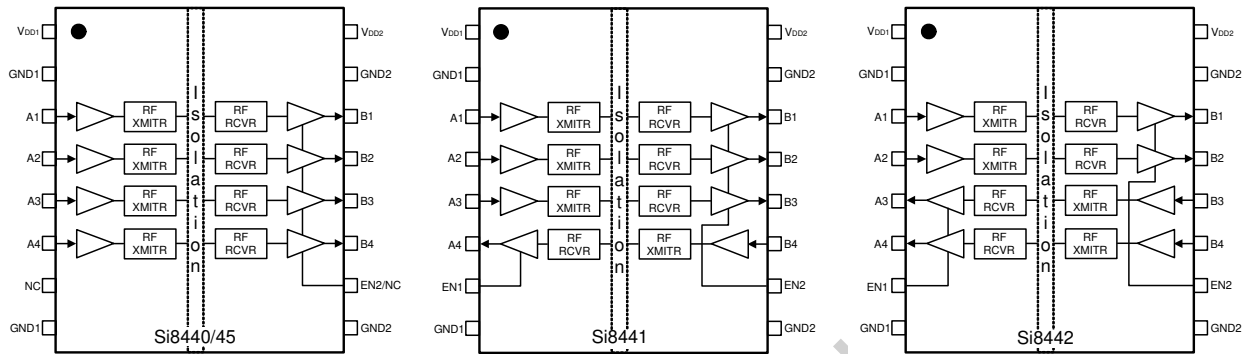 VDD1
VDD2
GND1
GND2
A1
RF XMITR
RF RCVR
B1
A2
RF XMITR
RF RCVR
B2
A3
RF XMITR
RF RCVR
B3
A4
RF XMITR
RF RCVR
B4
Isolation
NC
EN2/NC
GND1
GND2
Si8440/45
VDD1
VDD2
GND1
GND2
A1
RF XMITR
RF RCVR
B1
A2
RF XMITR
RF RCVR
B2
A3
RF XMITR
RF RCVR
B3
A4
RF RCVR
RF XMITR
B4
Isolation
EN1
EN2
GND1
GND2
Si8441
VDD1
VDD2
GND1
GND2
A1
RF XMITR
RF RCVR
B1
A2
RF XMITR
RF RCVR
B2
A3
RF RCVR
RF XMITR
B3
A4
RF RCVR
RF XMITR
B4
Isolation
EN1
EN2
GND1
GND2
Si8442